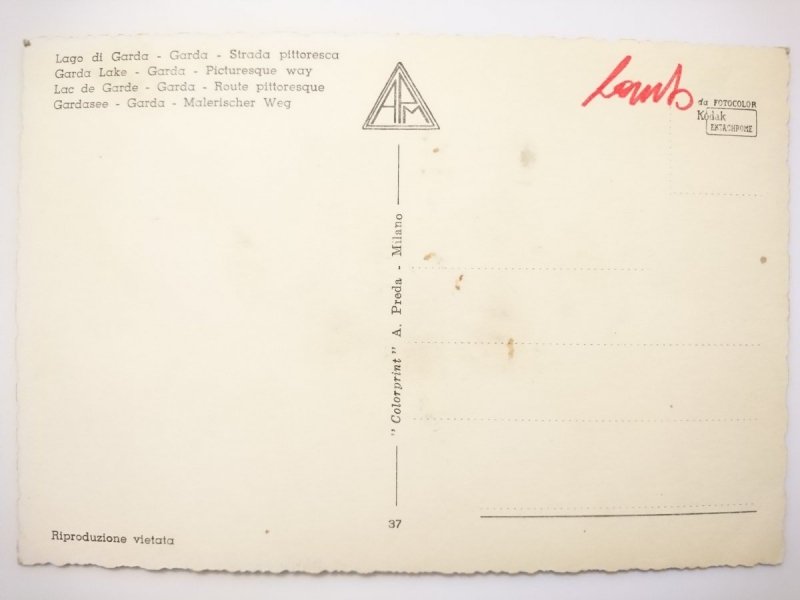 Lago di Garda - Garda - Strada pittoresca
Garda Lake - Garda - Picturesque way
Lac de Garde - Garda - Route pittoresque
Gardasee - Garda - Malerischer Weg
APM
da FOTOCOLOR
Kodak
EKTACHROME
"Colorprint" A. Preda - Milano
37
Riproduzione vietata